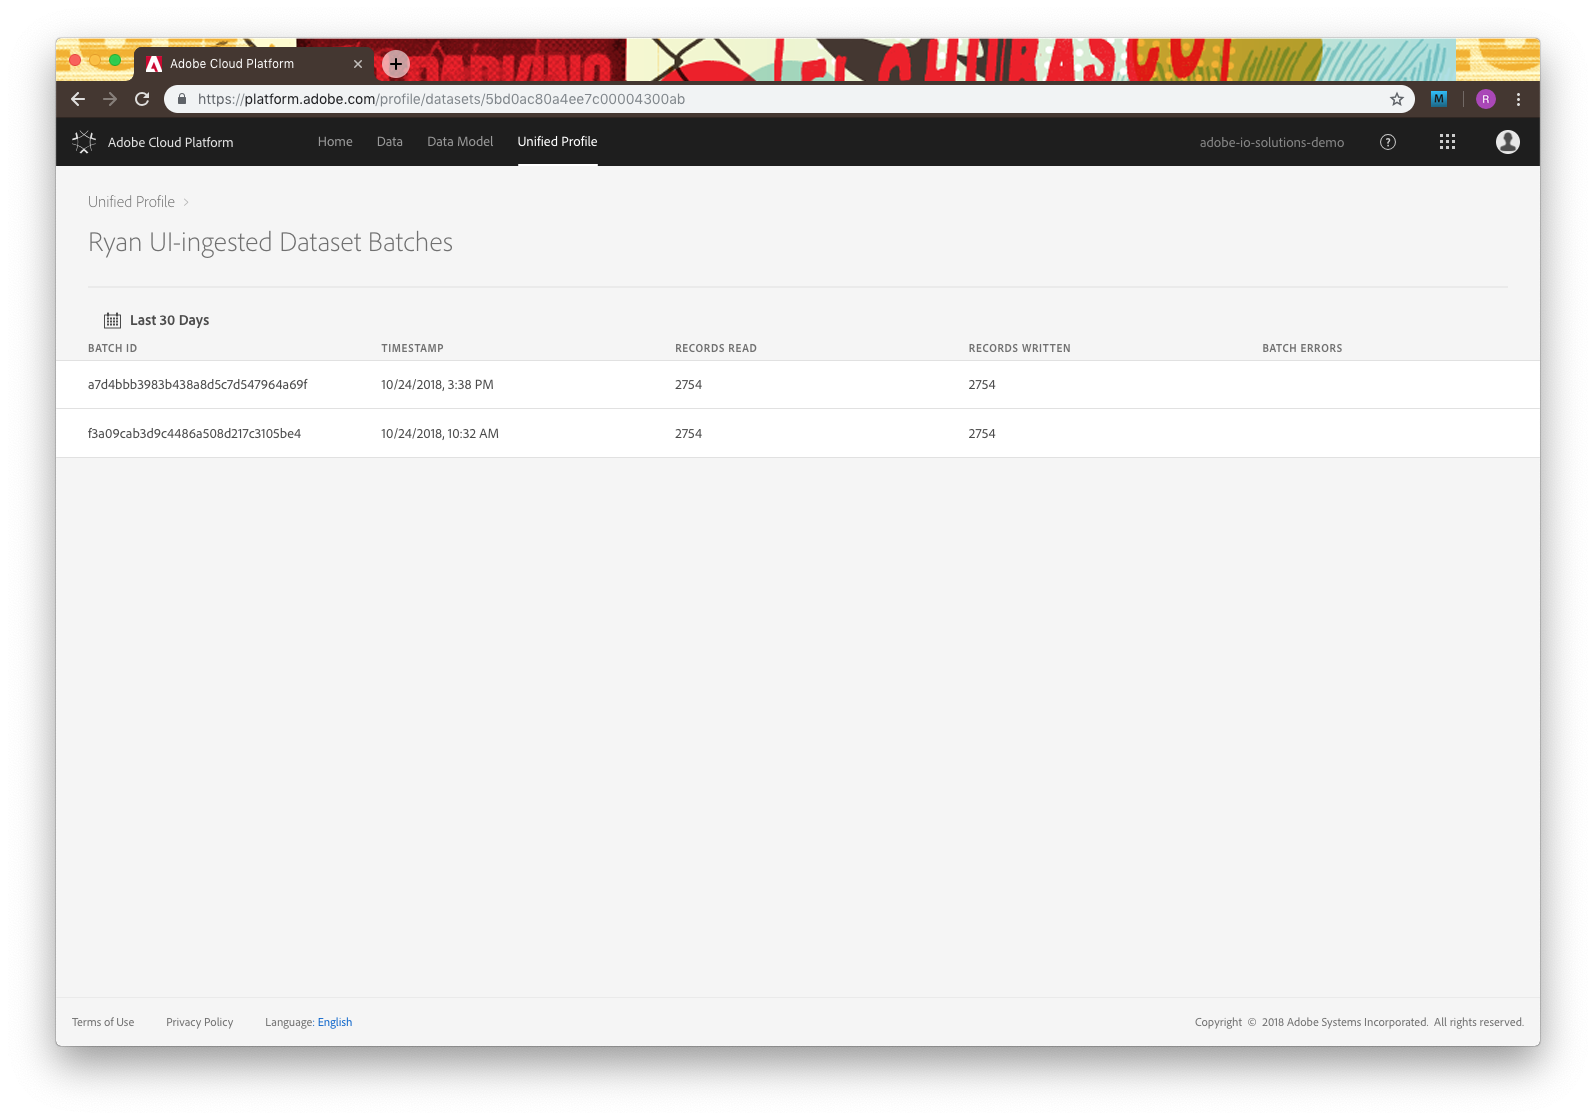 Adobe Cloud Platform
https://platform.adobe.com/profile/datasets/5bd0ac80a4ee7c00004300ab
M
R
Adobe Cloud Platform
Home
Data
Data Model
Unified Profile
adobe-io-solutions-demo
?
Unified Profile >
Ryan UI-ingested Dataset Batches
Last 30 Days
BATCH ID
TIMESTAMP
RECORDS READ
RECORDS WRITTEN
BATCH ERRORS
a7d4bbb3983b438a8d5c7d547964a69f
10/24/2018, 3:38 PM
2754
2754
f3a09cab3d9c4486a508d217c3105be4
10/24/2018, 10:32 AM
2754
2754
Terms of Use
Privacy Policy
Language: English
Copyright © 2018 Adobe Systems Incorporated. All rights reserved.